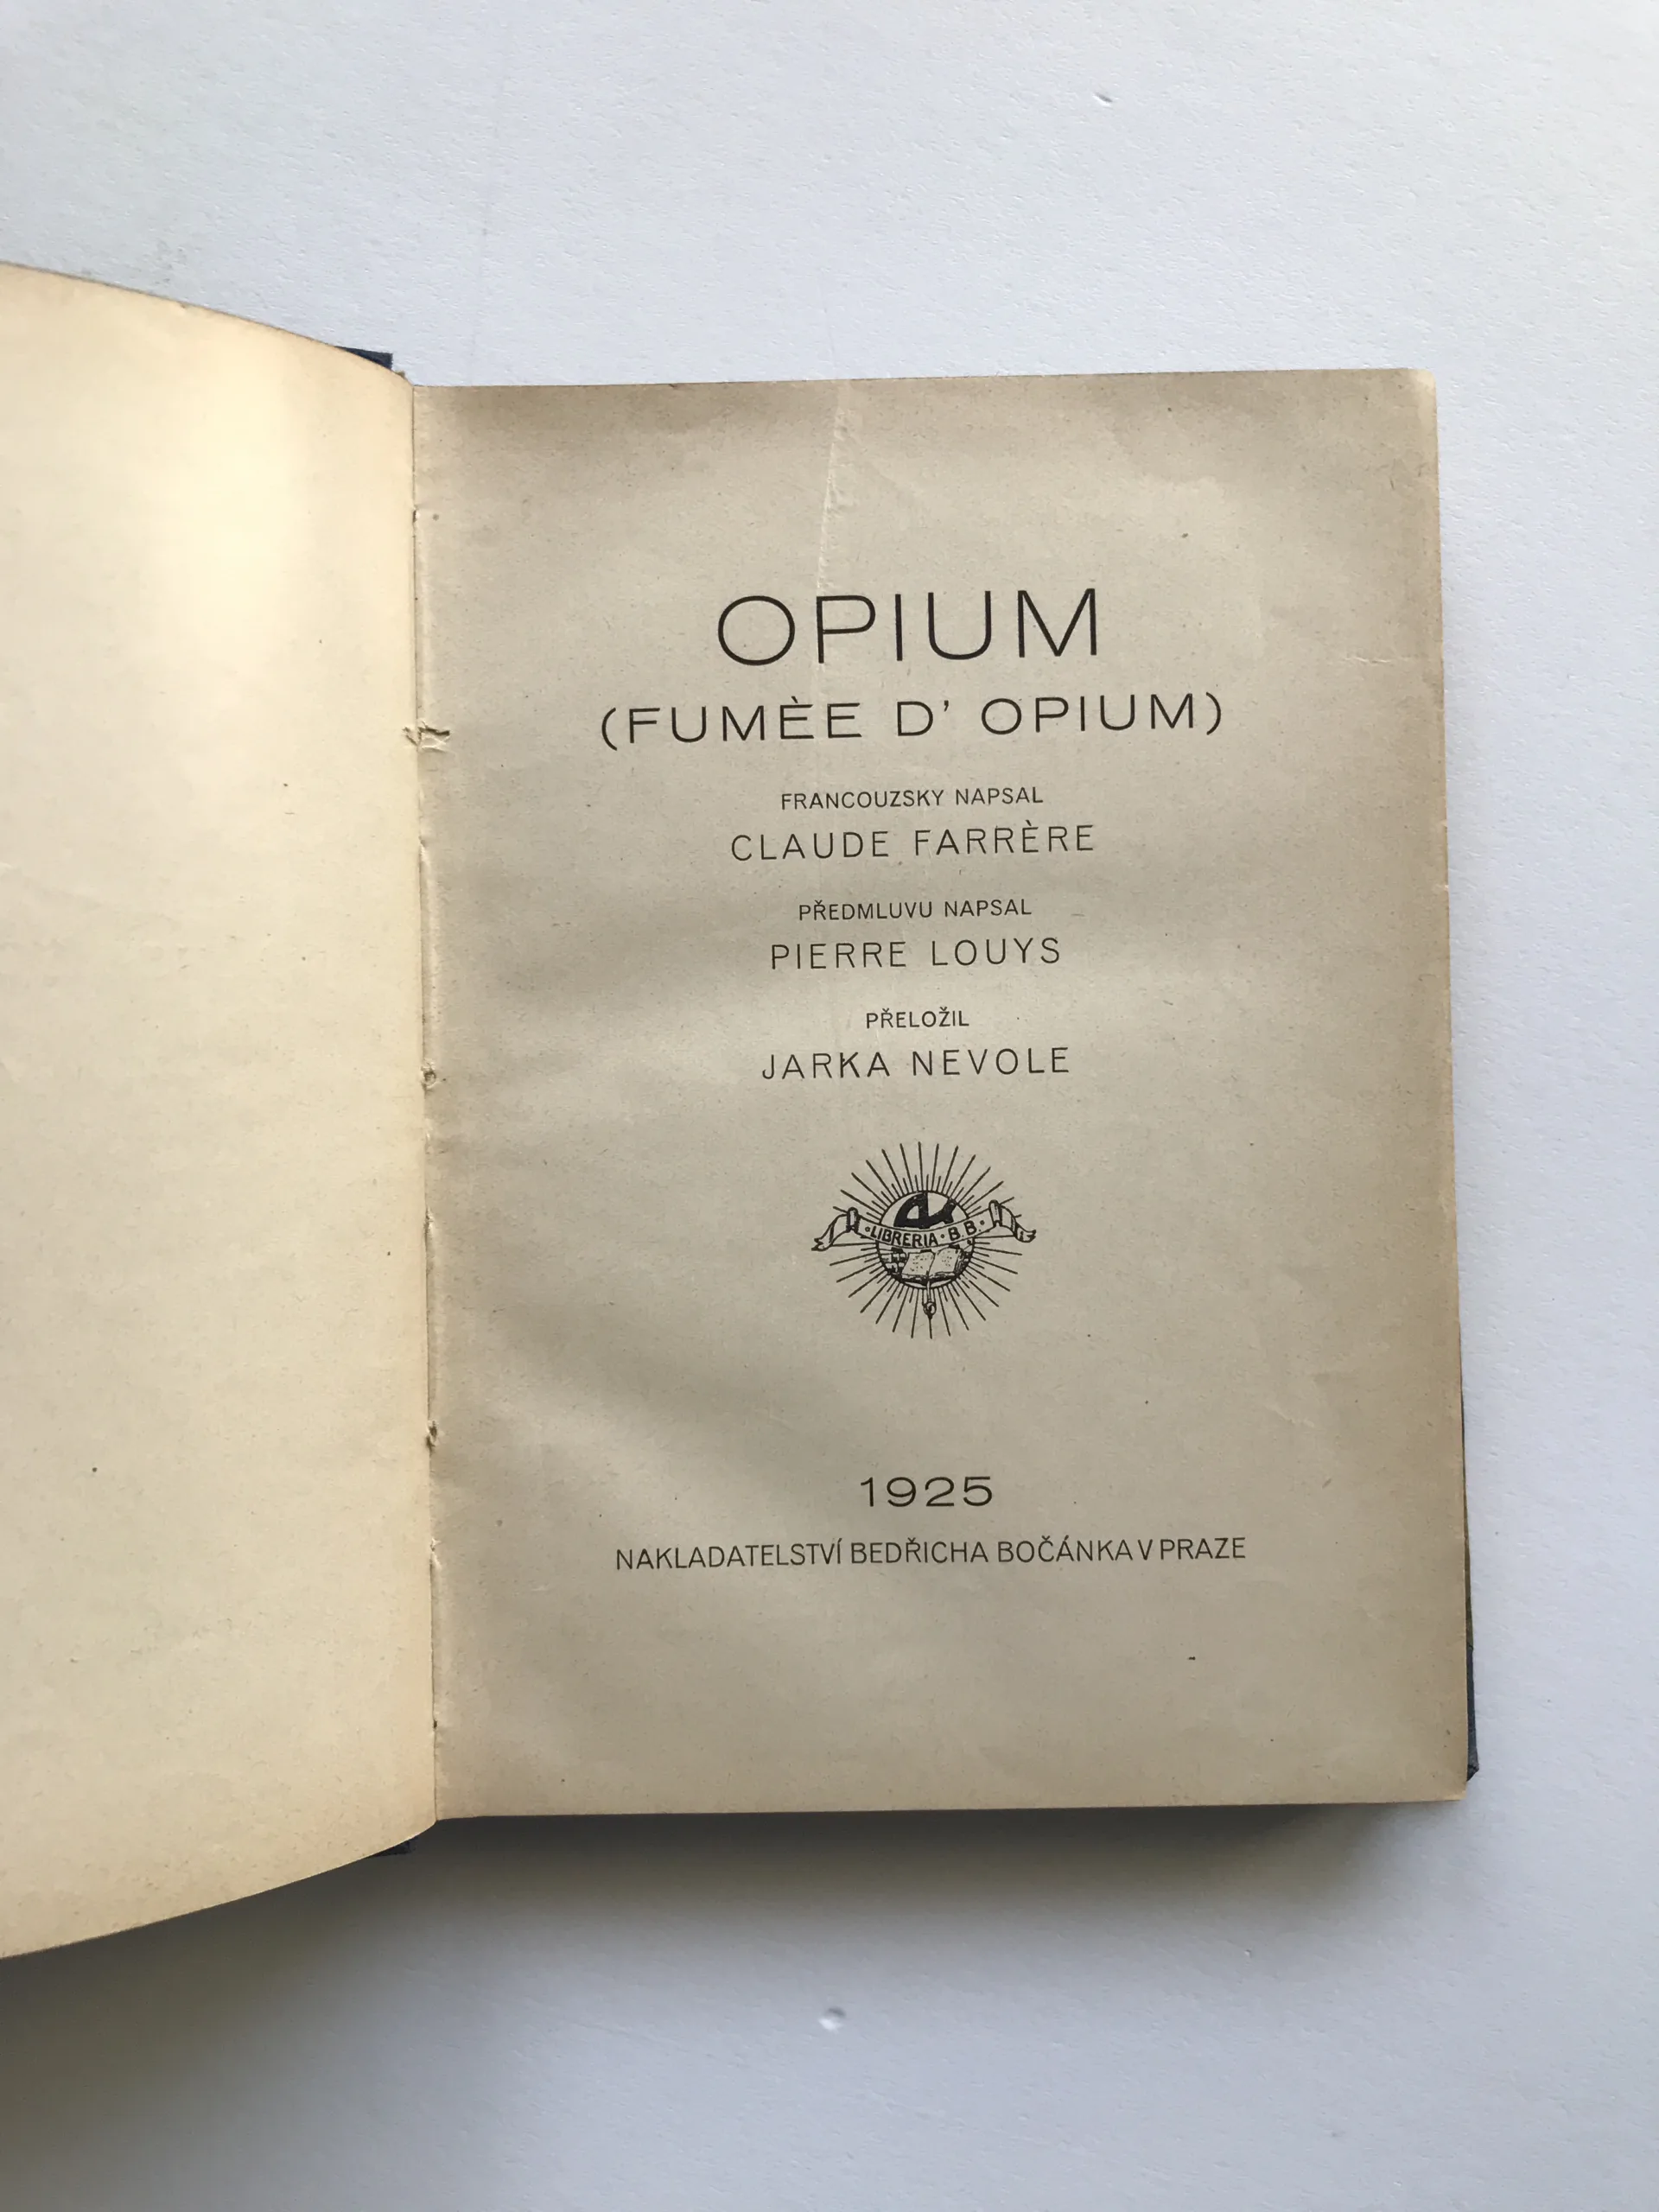 OPIUM
(FUMÈE D' OPIUM)
FRANCOUZSKY NAPSAL
CLAUDE FARRÈRE
PŘEDMLUVU NAPSAL
PIERRE LOUYS
PŘELOŽIL
JARKA NEVOLE
·LIBRERIA·B.B.·
1925
NAKLADATELSTVÍ BEDŘICHA BOČÁNKA V PRAZE